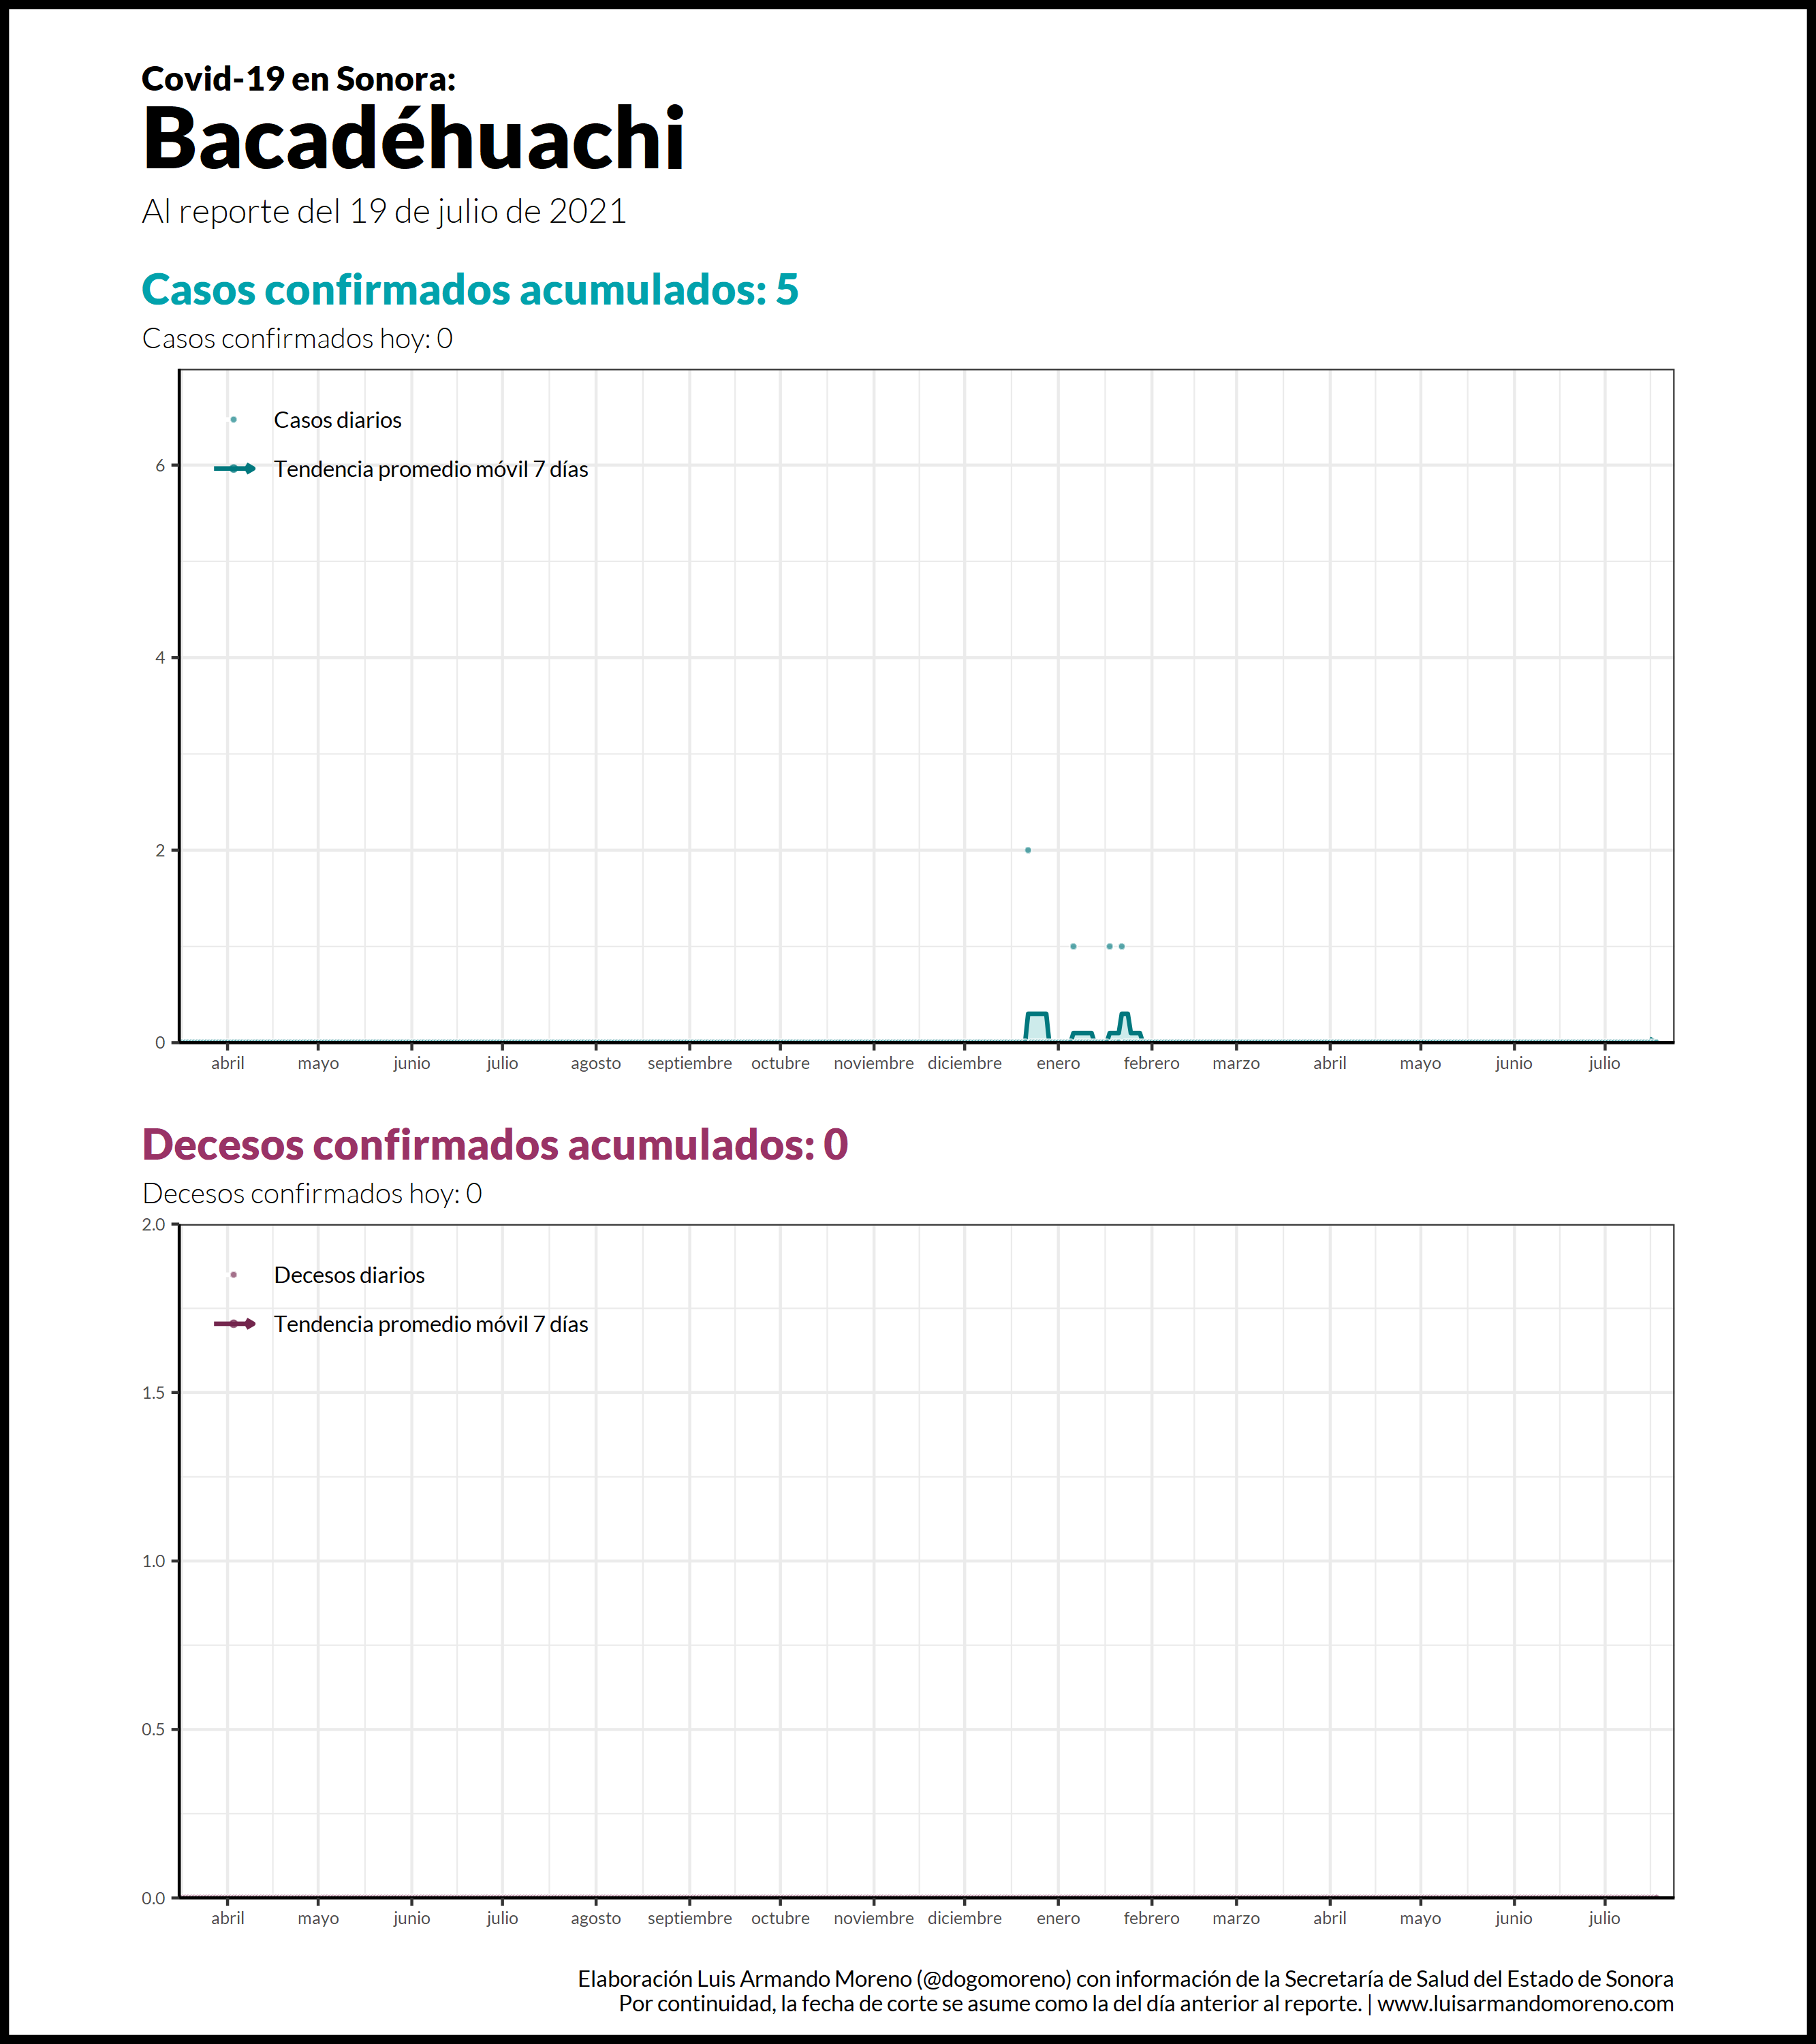 Covid-19 en Sonora:
Bacadéhuachi
Al reporte del 19 de julio de 2021
Casos confirmados acumulados: 5
Casos confirmados hoy: 0
Casos diarios
Tendencia promedio móvil 7 días
6
4
2
0
abril mayo junio julio agosto septiembre octubre noviembre diciembre enero febrero marzo abril mayo junio julio
Decesos confirmados acumulados: 0
Decesos confirmados hoy: 0
2.0
Decesos diarios
Tendencia promedio móvil 7 días
1.5
1.0
0.5
0.0
abril mayo junio julio agosto septiembre octubre noviembre diciembre enero febrero marzo abril mayo junio julio
Elaboración Luis Armando Moreno (@dogomoreno) con información de la Secretaría de Salud del Estado de Sonora
Por continuidad, la fecha de corte se asume como la del día anterior al reporte. | www.luisarmandomoreno.com